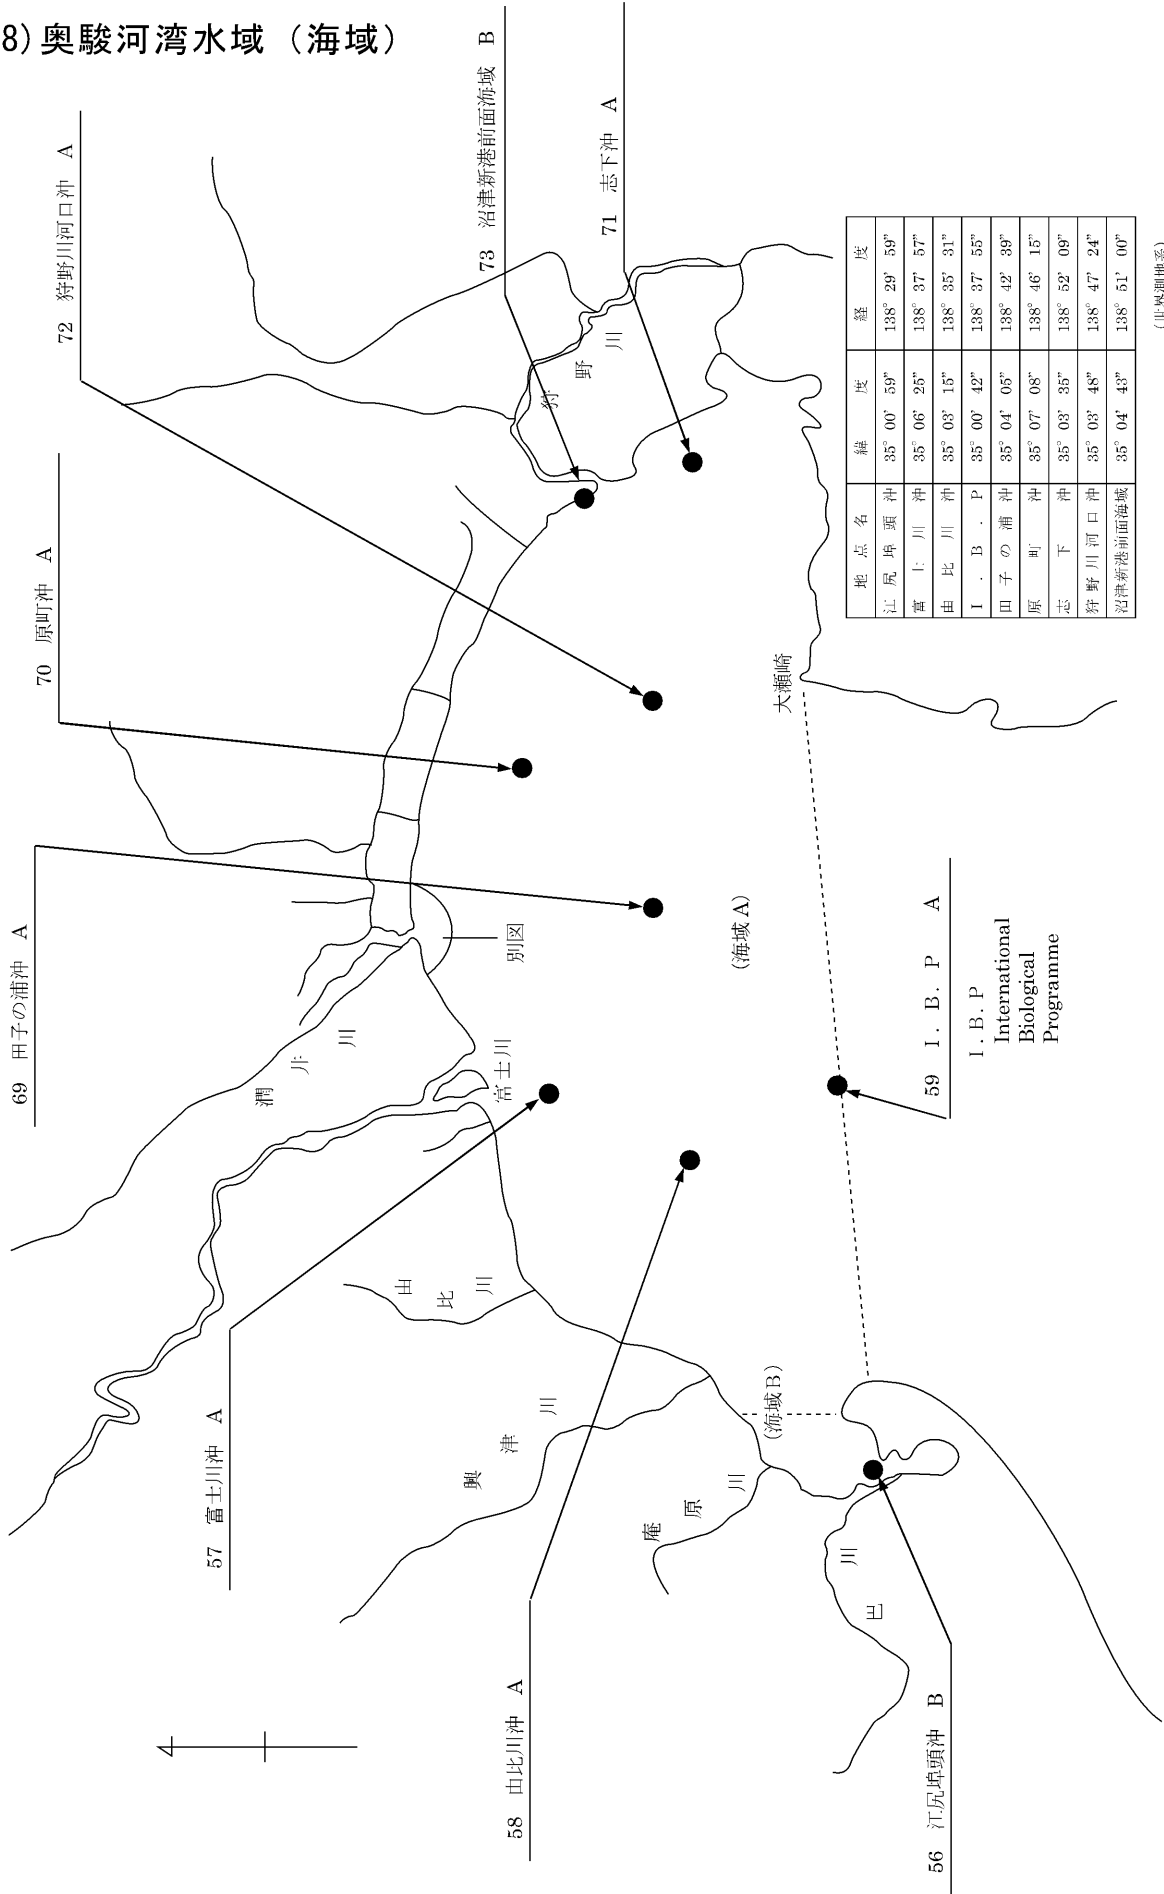 8)奥駿河湾水域（海域）
72 狩野川河口沖 A
73 沼津新港前面海域 B
71 志下沖 A
70 原町沖 A
69 田子の浦沖 A
57 富士川沖 A
58 由比川沖 A
56 江尻埠頭沖 B
59 I. B. P A
I. B. P
International
Biological
Programme
狩野川
潤井川
富士川
由比川
興津川
庵原川
巴川
別図
大瀬崎
(海域A)
(海域B)
地点名 緯度 経度
江尻埠頭沖 35° 00’ 59” 138° 29’ 59”
富士川沖 35° 06’ 25” 138° 37’ 57”
由比川沖 35° 03’ 15” 138° 35’ 31”
I.B.P 35° 00’ 42” 138° 37’ 55”
田子の浦沖 35° 04’ 05” 138° 42’ 39”
原町沖 35° 07’ 08” 138° 46’ 15”
志下沖 35° 03’ 35” 138° 52’ 09”
狩野川河口沖 35° 03’ 48” 138° 47’ 24”
沼津新港前面海域 35° 04’ 43” 138° 51’ 00”
(世界測地系)